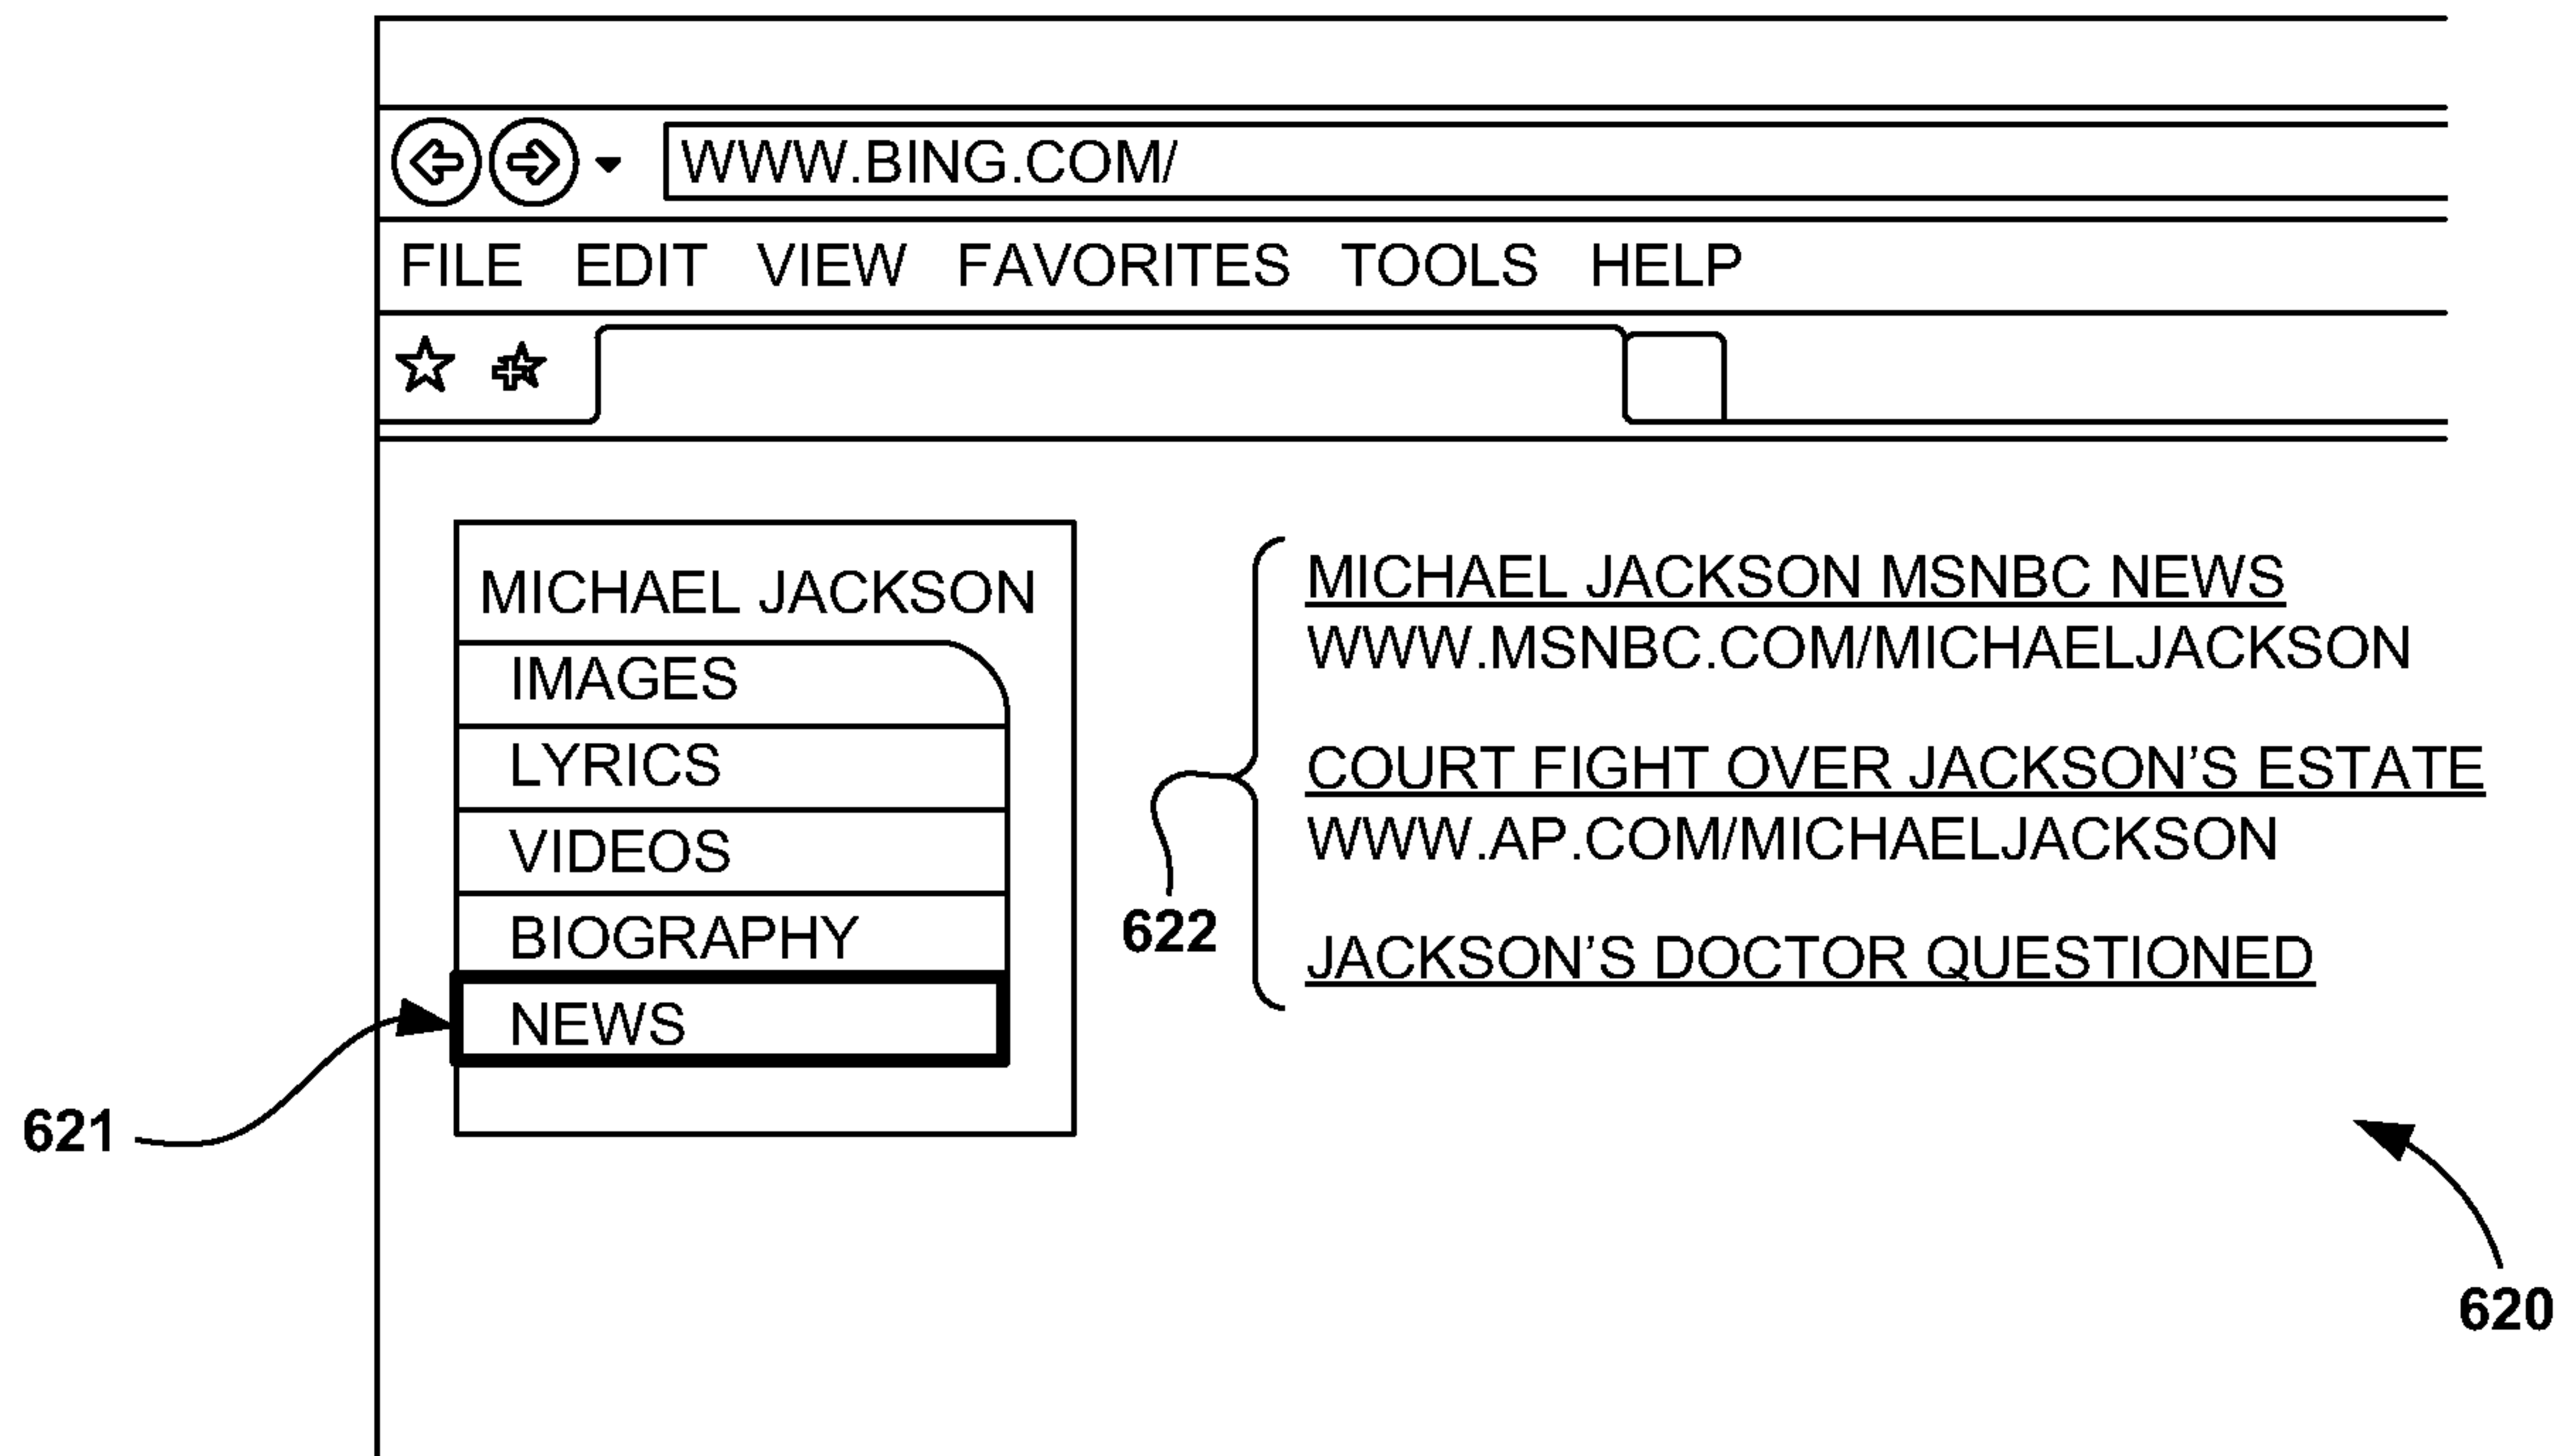 WWW.BING.COM/
FILE EDIT VIEW FAVORITES TOOLS HELP
MICHAEL JACKSON
IMAGES
LYRICS
VIDEOS
BIOGRAPHY
NEWS
621
622
MICHAEL JACKSON MSNBC NEWS
WWW.MSNBC.COM/MICHAELJACKSON
COURT FIGHT OVER JACKSON'S ESTATE
WWW.AP.COM/MICHAELJACKSON
JACKSON'S DOCTOR QUESTIONED
620